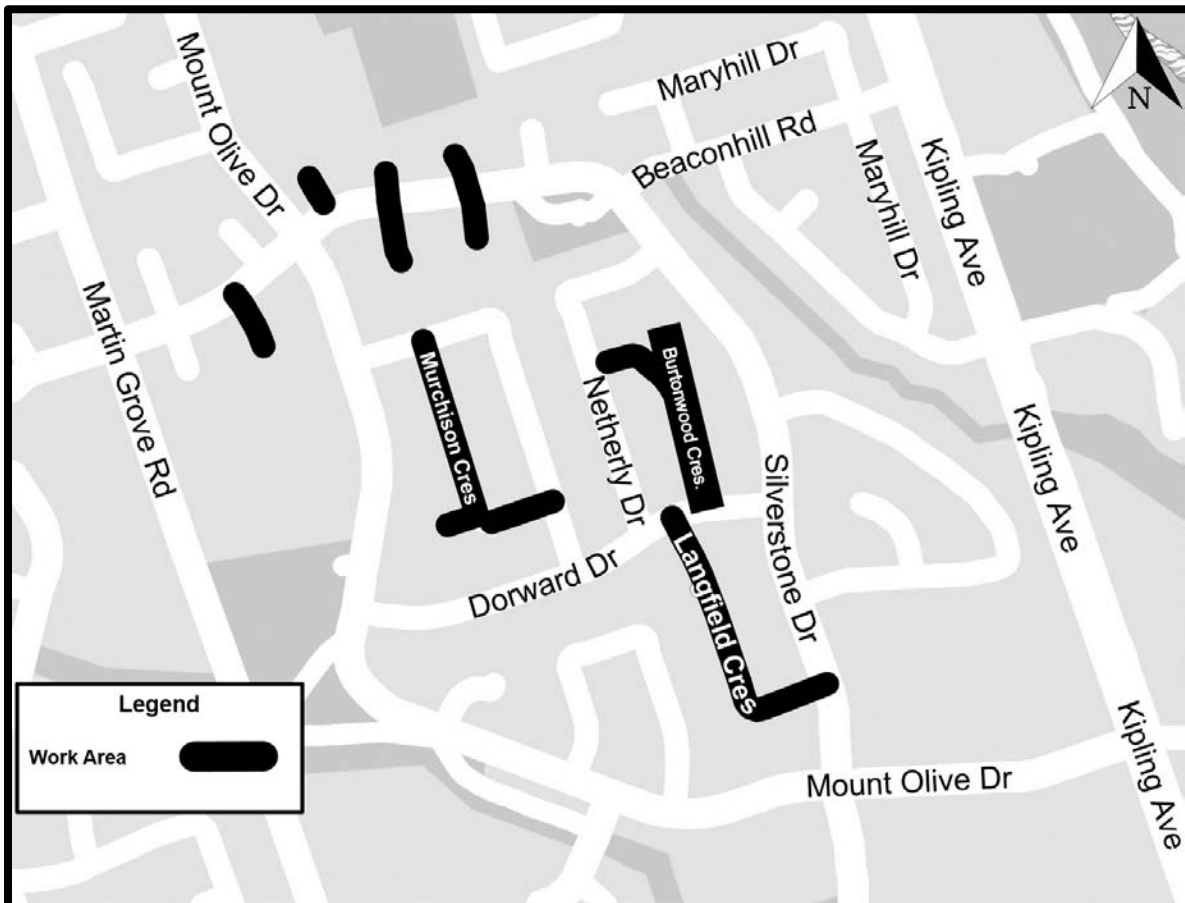 Mount Olive Dr
Maryhill Dr
N
Beaconhill Rd
Kipling Ave
Maryhill Dr
Martin Grove Rd
Murchison Cres
Burtonwood Cres.
Netherly Dr
Kipling Ave
Silverstone Dr
Dorward Dr
Langfield Cres
Legend
Work Area
Kipling Ave
Mount Olive Dr